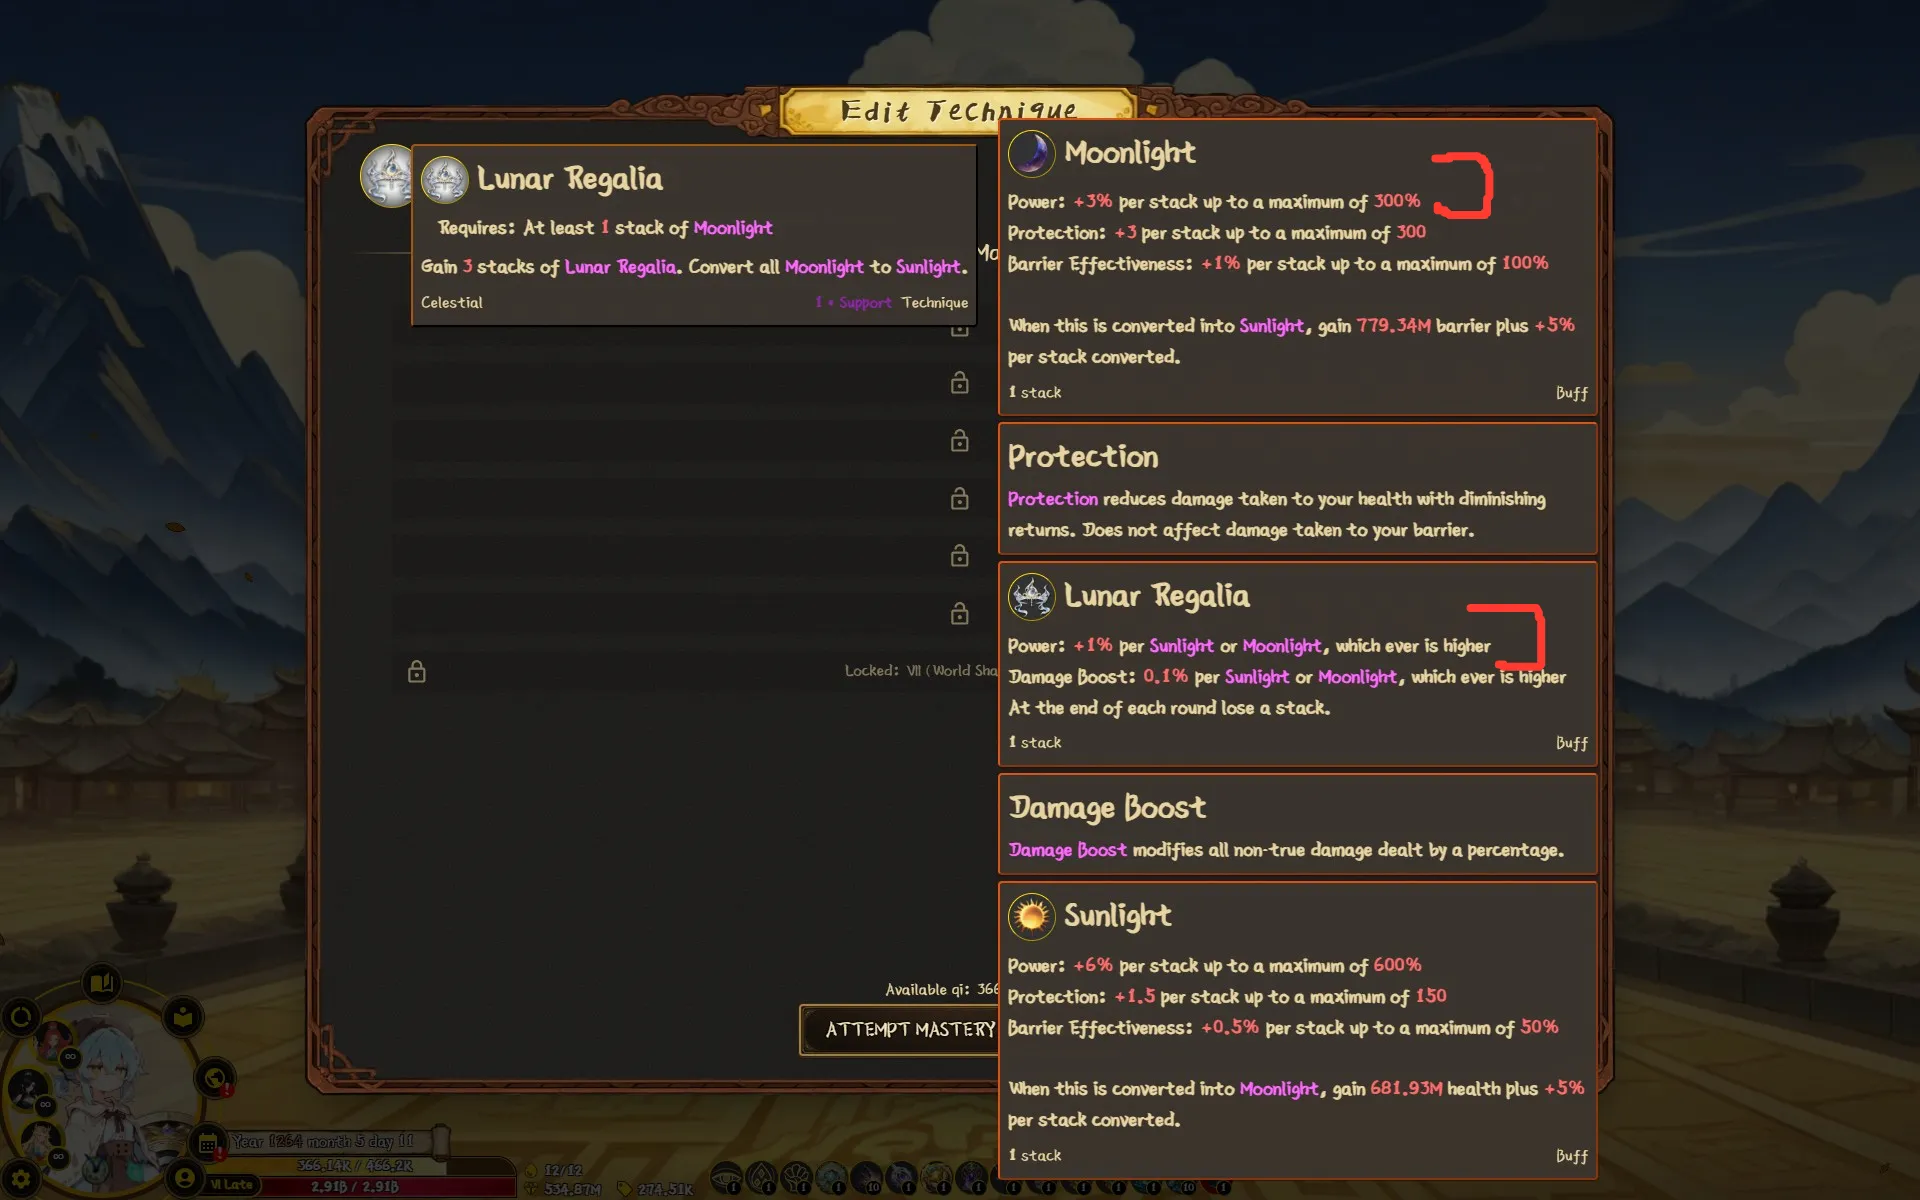 Edit Technique
Lunar Regalia
Requires: At least 1 stack of Moonlight
Gain 3 stacks of Lunar Regalia. Convert all Moonlight to Sunlight.
Celestial
1 • Support Technique
Locked: VII (World Sha
Available qi: 366
ATTEMPT MASTERY
Moonlight
Power: +3% per stack up to a maximum of 300%
Protection: +3 per stack up to a maximum of 300
Barrier Effectiveness: +1% per stack up to a maximum of 100%
When this is converted into Sunlight, gain 779.34M barrier plus +5%
per stack converted.
1 stack
Buff
Protection
Protection reduces damage taken to your health with diminishing
returns. Does not affect damage taken to your barrier.
Lunar Regalia
Power: +1% per Sunlight or Moonlight, which ever is higher
Damage Boost: 0.1% per Sunlight or Moonlight, which ever is higher
At the end of each round lose a stack.
1 stack
Buff
Damage Boost
Damage Boost modifies all non-true damage dealt by a percentage.
Sunlight
Power: +6% per stack up to a maximum of 600%
Protection: +1.5 per stack up to a maximum of 150
Barrier Effectiveness: +0.5% per stack up to a maximum of 50%
When this is converted into Moonlight, gain 681.93M health plus +5%
per stack converted.
1 stack
Buff
Year 1264 month 5 day 11
366.14K / 466.2K
VI Late
2.91B / 2.91B
12/12
534.87M
274.51K